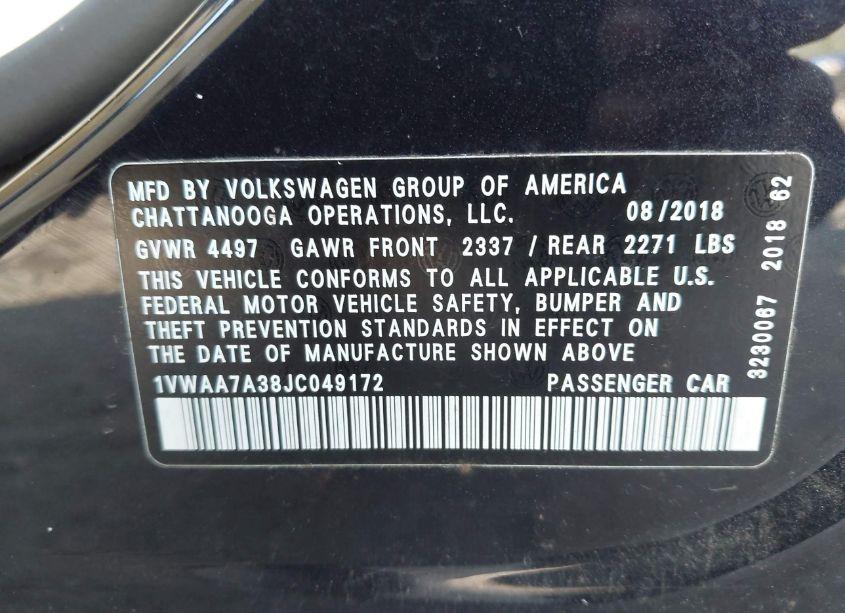 MFD BY VOLKSWAGEN GROUP OF AMERICA
CHATTANOOGA OPERATIONS, LLC. 08/2018
GVWR 4497 GAWR FRONT 2337 / REAR 2271 LBS
THIS VEHICLE CONFORMS TO ALL APPLICABLE U.S.
FEDERAL MOTOR VEHICLE SAFETY, BUMPER AND
THEFT PREVENTION STANDARDS IN EFFECT ON
THE DATE OF MANUFACTURE SHOWN ABOVE
1VWAA7A38JC049172 PASSENGER CAR
3230067 2018 62